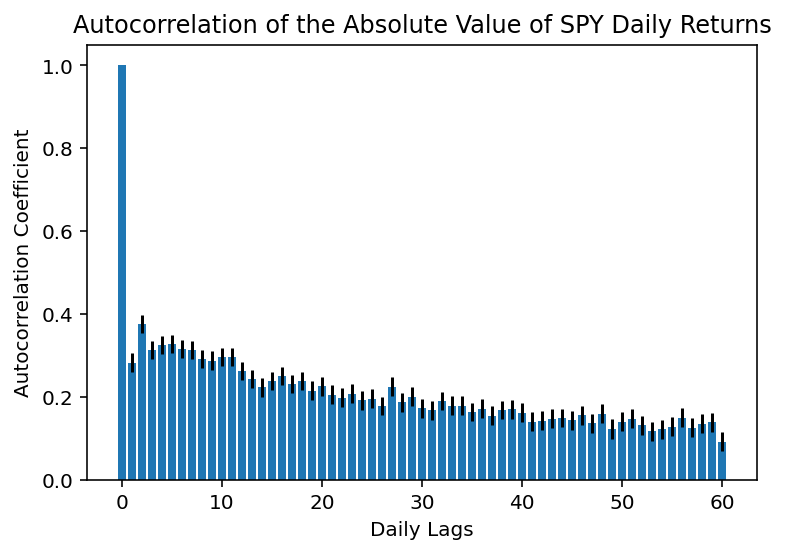 Autocorrelation of the Absolute Value of SPY Daily Returns
1.0
0.8
0.6
0.4
0.2
0.0
Autocorrelation Coefficient
0 10 20 30 40 50 60
Daily Lags